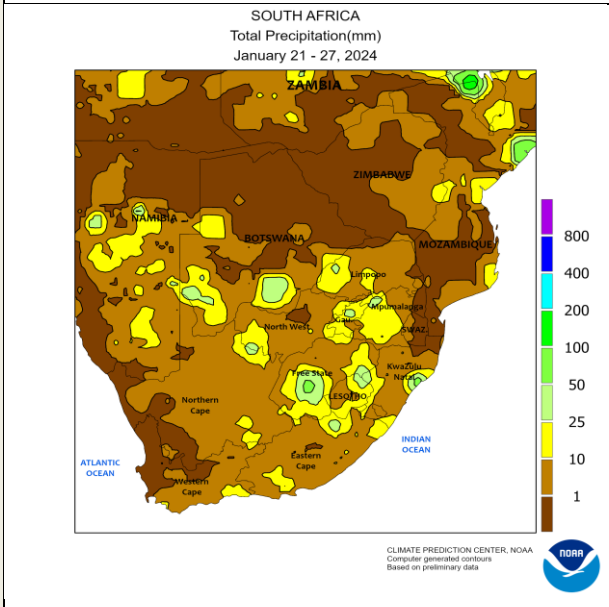 SOUTH AFRICA
Total Precipitation(mm)
January 21 - 27, 2024
ZAMBIA
ZIMBABWE
NAMIBIA
BOTSWANA
MOZAMBIQUE
Limpopo
Mpumalanga
Gau.
North West
SWAZ.
Free State
KwaZulu
Natal
LESOTHO
Northern
Cape
Eastern
Cape
Western
Cape
ATLANTIC
OCEAN
INDIAN
OCEAN
800
400
200
100
50
25
10
1
CLIMATE PREDICTION CENTER, NOAA
Computer generated contours
Based on preliminary data
NOAA